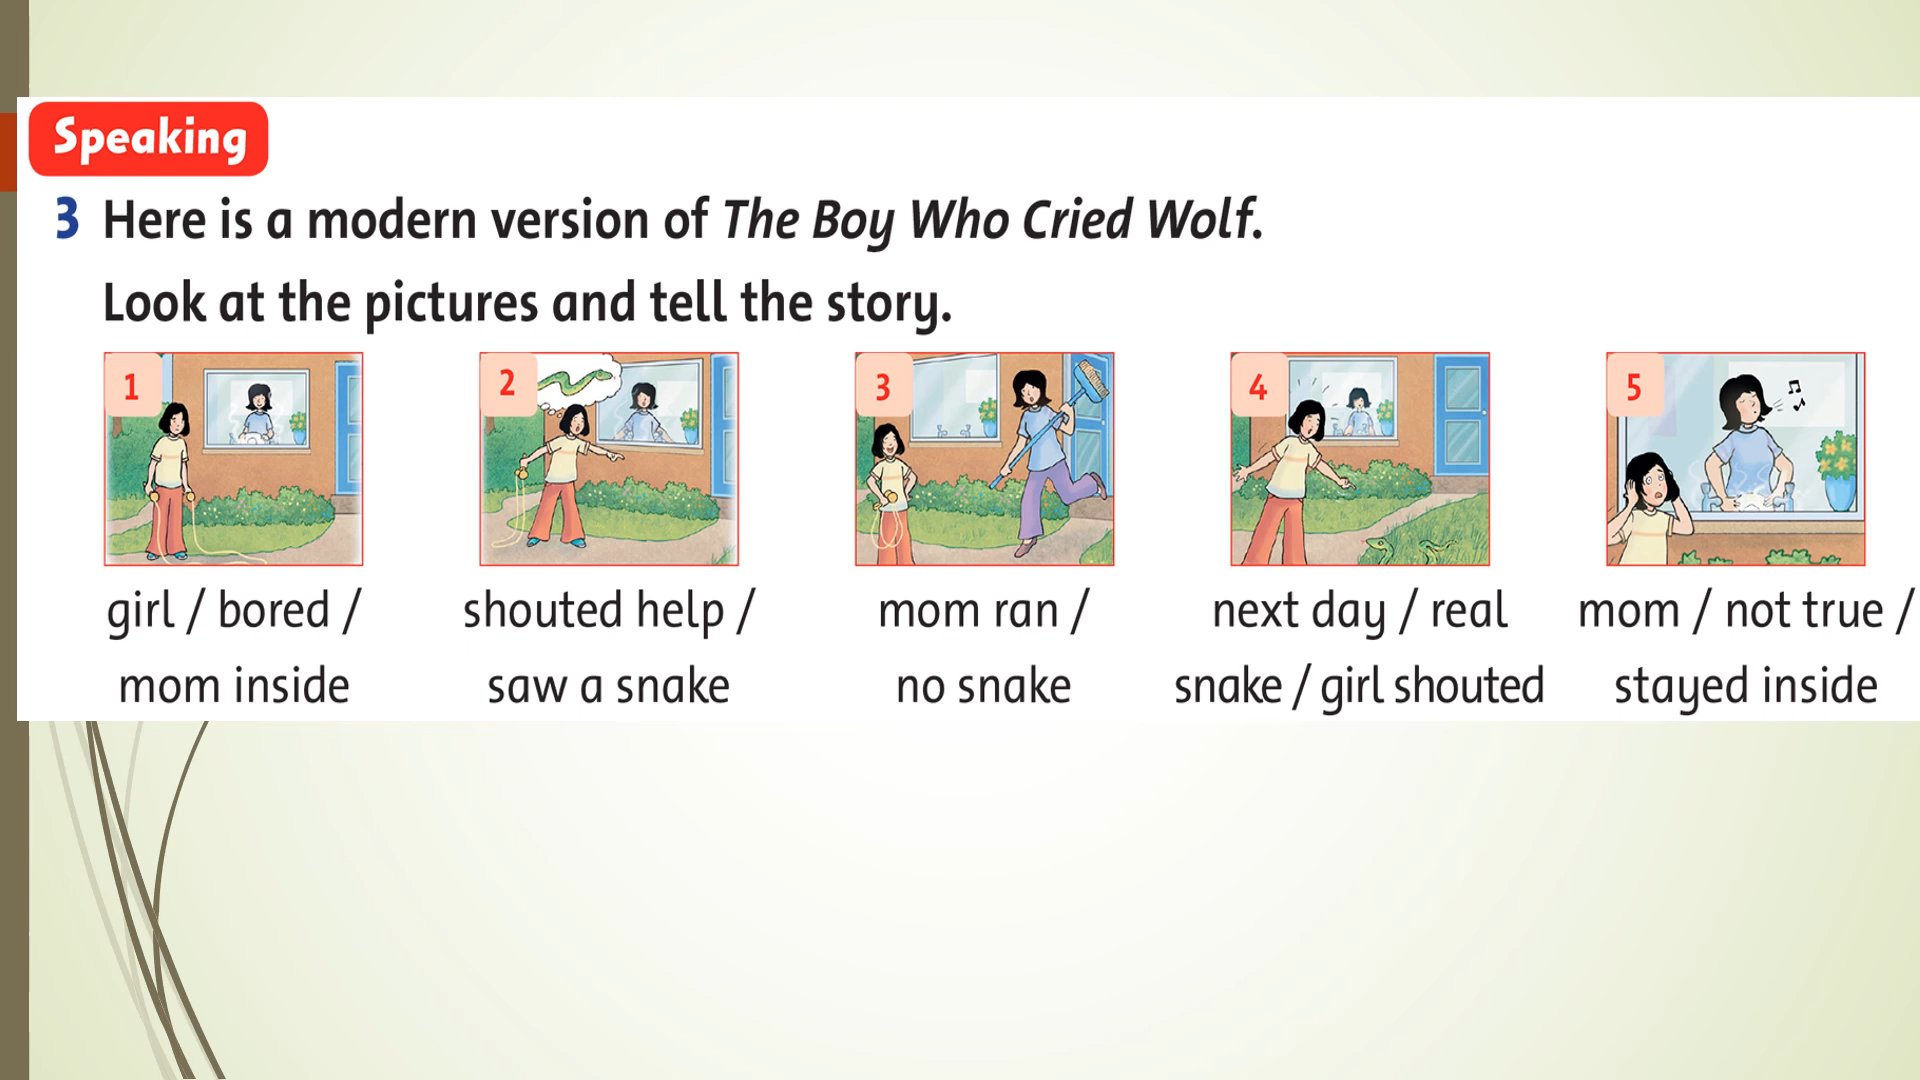 Speaking
3 Here is a modern version of The Boy Who Cried Wolf.
Look at the pictures and tell the story.
1
2
3
4
5
girl / bored /
mom inside
shouted help /
saw a snake
mom ran /
no snake
next day / real
snake / girl shouted
mom / not true /
stayed inside